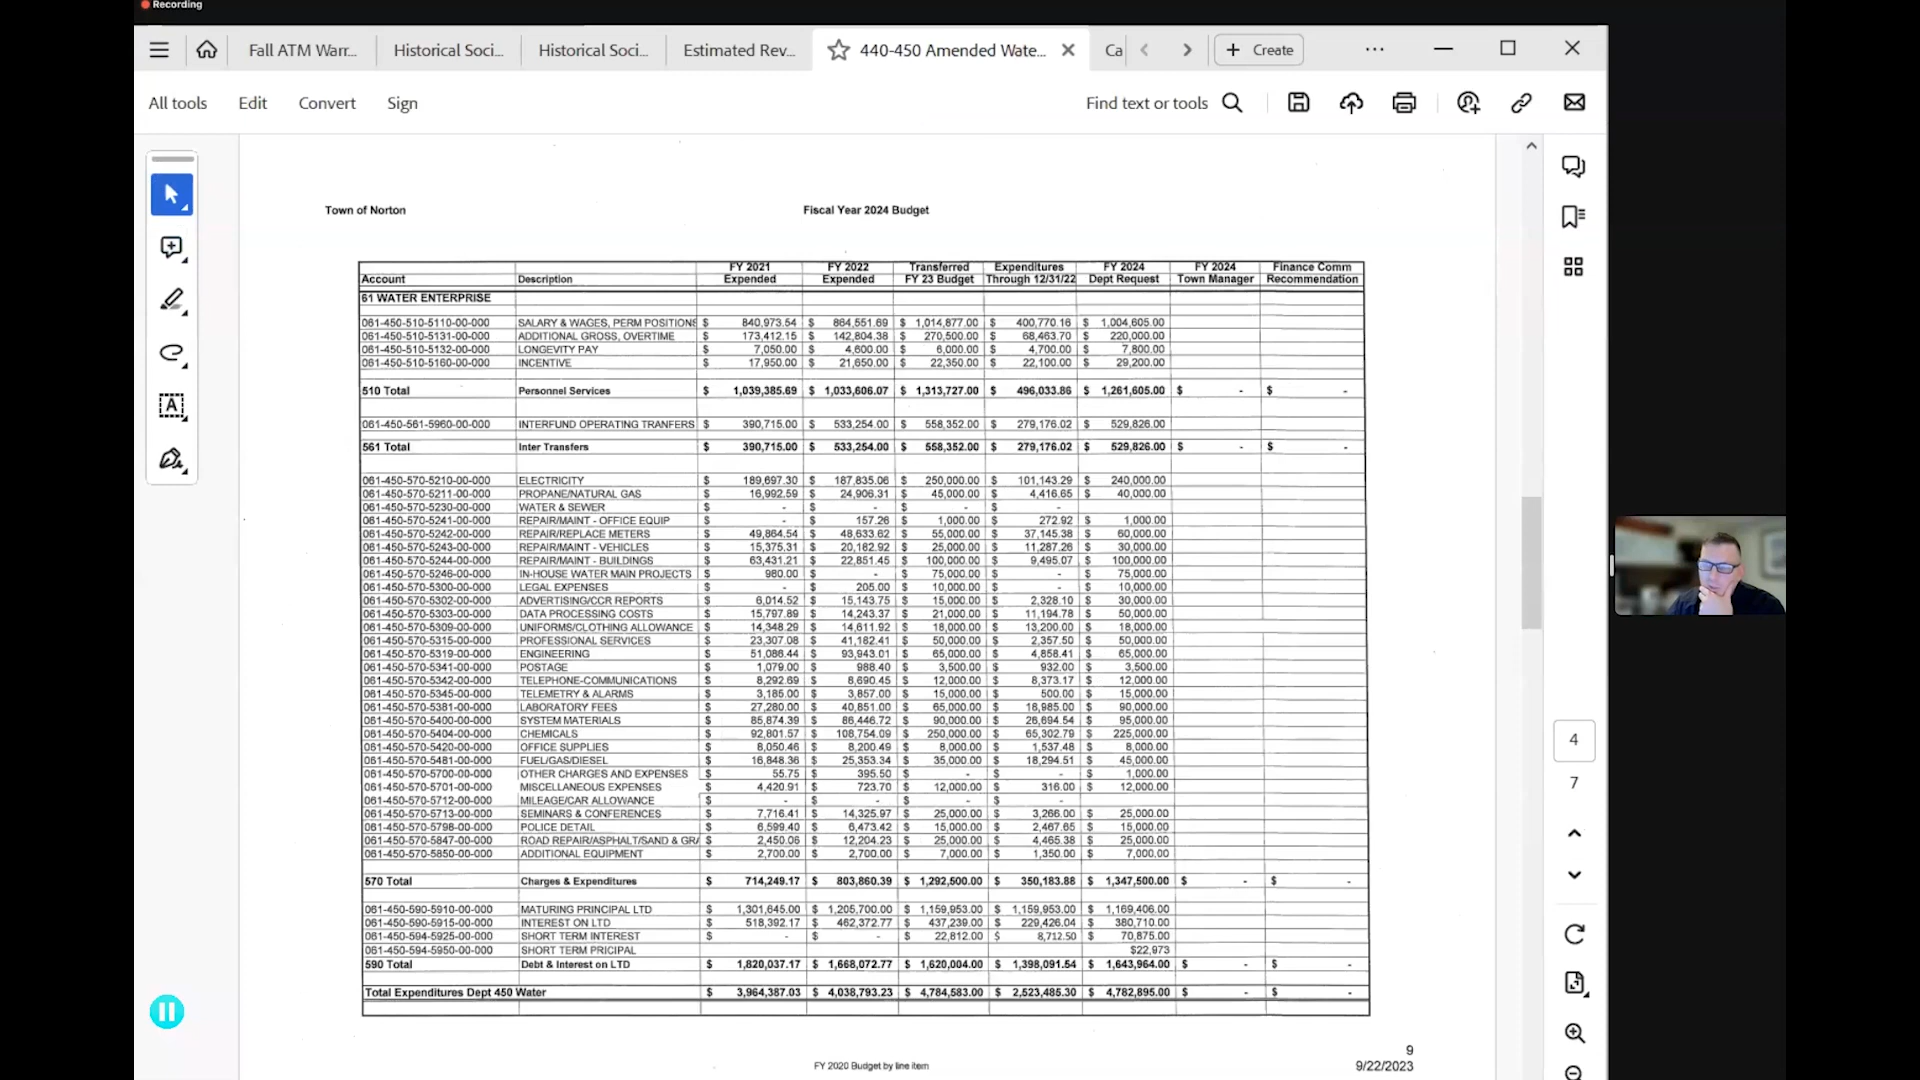 Recording
Fall ATM Warr... Historical Soci... Historical Soci... Estimated Rev... 440-450 Amended Wate... Ca Create
All tools Edit Convert Sign Find text or tools
Town of Norton Fiscal Year 2024 Budget
FY 2021 FY 2022 Transferred Expenditures FY 2024 FY 2024 Finance Comm
Account Description Expended Expended FY 23 Budget Through 12/31/22 Dept Request Town Manager Recommendation
61 WATER ENTERPRISE
061-450-510-5110-00-000 SALARY & WAGES, PERM POSITIONS $ 840,973.54 $ 864,551.69 $ 1,014,877.00 $ 400,770.16 $ 1,004,605.00
061-450-510-5131-00-000 ADDITIONAL GROSS, OVERTIME $ 173,412.15 $ 142,804.38 $ 270,500.00 $ 68,463.70 $ 220,000.00
061-450-510-5132-00-000 LONGEVITY PAY $ 7,050.00 $ 4,600.00 $ 6,000.00 $ 4,700.00 $ 7,800.00
061-450-510-5160-00-000 INCENTIVE $ 17,950.00 $ 21,650.00 $ 22,350.00 $ 22,100.00 $ 29,200.00
510 Total Personnel Services $ 1,039,385.69 $ 1,033,606.07 $ 1,313,727.00 $ 496,033.86 $ 1,261,605.00 $ - $ -
061-450-561-5960-00-000 INTERFUND OPERATING TRANFERS $ 390,715.00 $ 533,254.00 $ 558,352.00 $ 279,176.02 $ 529,826.00
561 Total Inter Transfers $ 390,715.00 $ 533,254.00 $ 558,352.00 $ 279,176.02 $ 529,826.00 $ - $ -
061-450-570-5210-00-000 ELECTRICITY $ 189,697.30 $ 187,835.06 $ 250,000.00 $ 101,143.29 $ 240,000.00
061-450-570-5211-00-000 PROPANE/NATURAL GAS $ 16,992.59 $ 24,906.31 $ 45,000.00 $ 4,416.65 $ 40,000.00
061-450-570-5230-00-000 WATER & SEWER $ - $ - $ - $ -
061-450-570-5241-00-000 REPAIR/MAINT - OFFICE EQUIP $ - $ 157.26 $ 1,000.00 $ 272.92 $ 1,000.00
061-450-570-5242-00-000 REPAIR/REPLACE METERS $ 49,864.54 $ 48,633.62 $ 55,000.00 $ 37,145.38 $ 60,000.00
061-450-570-5243-00-000 REPAIR/MAINT - VEHICLES $ 15,375.31 $ 20,182.92 $ 25,000.00 $ 11,287.26 $ 30,000.00
061-450-570-5244-00-000 REPAIR/MAINT - BUILDINGS $ 63,431.21 $ 22,851.45 $ 100,000.00 $ 9,495.07 $ 100,000.00
061-450-570-5246-00-000 IN-HOUSE WATER MAIN PROJECTS $ 980.00 $ - $ 75,000.00 $ - $ 75,000.00
061-450-570-5300-00-000 LEGAL EXPENSES $ - $ 205.00 $ 10,000.00 $ - $ 10,000.00
061-450-570-5302-00-000 ADVERTISING/CCR REPORTS $ 6,014.52 $ 15,143.75 $ 15,000.00 $ 2,328.10 $ 30,000.00
061-450-570-5303-00-000 DATA PROCESSING COSTS $ 15,797.89 $ 14,243.37 $ 21,000.00 $ 11,194.78 $ 50,000.00
061-450-570-5309-00-000 UNIFORMS/CLOTHING ALLOWANCE $ 14,348.29 $ 14,611.92 $ 18,000.00 $ 13,200.00 $ 18,000.00
061-450-570-5315-00-000 PROFESSIONAL SERVICES $ 23,307.08 $ 41,182.41 $ 50,000.00 $ 2,357.50 $ 50,000.00
061-450-570-5319-00-000 ENGINEERING $ 51,086.44 $ 93,943.01 $ 65,000.00 $ 4,858.41 $ 65,000.00
061-450-570-5341-00-000 POSTAGE $ 1,079.00 $ 988.40 $ 3,500.00 $ 932.00 $ 3,500.00
061-450-570-5342-00-000 TELEPHONE-COMMUNICATIONS $ 8,292.69 $ 8,690.45 $ 12,000.00 $ 8,373.17 $ 12,000.00
061-450-570-5345-00-000 TELEMETRY & ALARMS $ 3,185.00 $ 3,857.00 $ 15,000.00 $ 500.00 $ 15,000.00
061-450-570-5381-00-000 LABORATORY FEES $ 27,280.00 $ 40,851.00 $ 65,000.00 $ 18,985.00 $ 90,000.00
061-450-570-5400-00-000 SYSTEM MATERIALS $ 85,874.39 $ 86,446.72 $ 90,000.00 $ 26,694.54 $ 95,000.00
061-450-570-5404-00-000 CHEMICALS $ 92,801.57 $ 108,754.09 $ 250,000.00 $ 65,302.79 $ 225,000.00
061-450-570-5420-00-000 OFFICE SUPPLIES $ 8,050.46 $ 8,200.49 $ 8,000.00 $ 1,537.48 $ 8,000.00
061-450-570-5481-00-000 FUEL/GAS/DIESEL $ 16,848.36 $ 25,353.34 $ 35,000.00 $ 18,294.51 $ 45,000.00
061-450-570-5700-00-000 OTHER CHARGES AND EXPENSES $ 55.75 $ 395.50 $ - $ - $ 1,000.00
061-450-570-5701-00-000 MISCELLANEOUS EXPENSES $ 4,420.91 $ 723.70 $ 12,000.00 $ 316.00 $ 12,000.00
061-450-570-5712-00-000 MILEAGE/CAR ALLOWANCE $ - $ - $ - $ -
061-450-570-5713-00-000 SEMINARS & CONFERENCES $ 7,716.41 $ 14,325.97 $ 25,000.00 $ 3,266.00 $ 25,000.00
061-450-570-5798-00-000 POLICE DETAIL $ 6,599.40 $ 6,473.42 $ 15,000.00 $ 2,467.65 $ 15,000.00
061-450-570-5847-00-000 ROAD REPAIR/ASPHALT/SAND & GRA $ 2,450.06 $ 12,204.23 $ 25,000.00 $ 4,465.38 $ 25,000.00
061-450-570-5850-00-000 ADDITIONAL EQUIPMENT $ 2,700.00 $ 2,700.00 $ 7,000.00 $ 1,350.00 $ 7,000.00
570 Total Charges & Expenditures $ 714,249.17 $ 803,860.39 $ 1,292,500.00 $ 350,183.88 $ 1,347,500.00 $ - $ -
061-450-590-5910-00-000 MATURING PRINCIPAL LTD $ 1,301,645.00 $ 1,205,700.00 $ 1,159,953.00 $ 1,159,953.00 $ 1,169,406.00
061-450-590-5915-00-000 INTEREST ON LTD $ 518,392.17 $ 462,372.77 $ 437,239.00 $ 229,426.04 $ 380,710.00
061-450-594-5925-00-000 SHORT TERM INTEREST $ - $ - $ 22,812.00 $ 8,712.50 $ 70,875.00
061-450-594-5950-00-000 SHORT TERM PRICIPAL $22,973
590 Total Debt & Interest on LTD $ 1,820,037.17 $ 1,668,072.77 $ 1,620,004.00 $ 1,398,091.54 $ 1,643,964.00 $ - $ -
Total Expenditures Dept 450 Water $ 3,964,387.03 $ 4,038,793.23 $ 4,784,583.00 $ 2,523,485.30 $ 4,782,895.00 $ - $ -
9
FY 2020 Budget by line item 9/22/2023
4
7